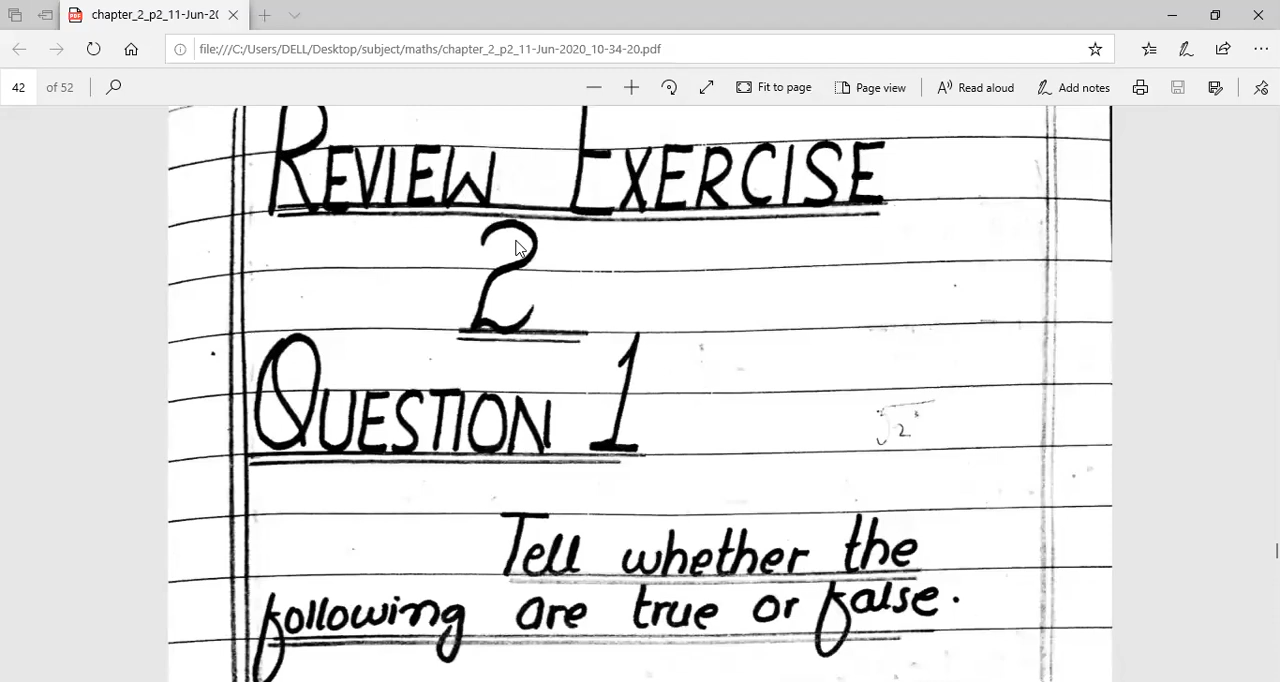 chapter_2_p2_11-Jun-20
file:///C:/Users/DELL/Desktop/subject/maths/chapter_2_p2_11-Jun-2020_10-34-20.pdf
42 of 52 Fit to page Page view Read aloud Add notes
REVIEW EXERCISE
2
QUESTION 1
Tell whether the
following are true or false.